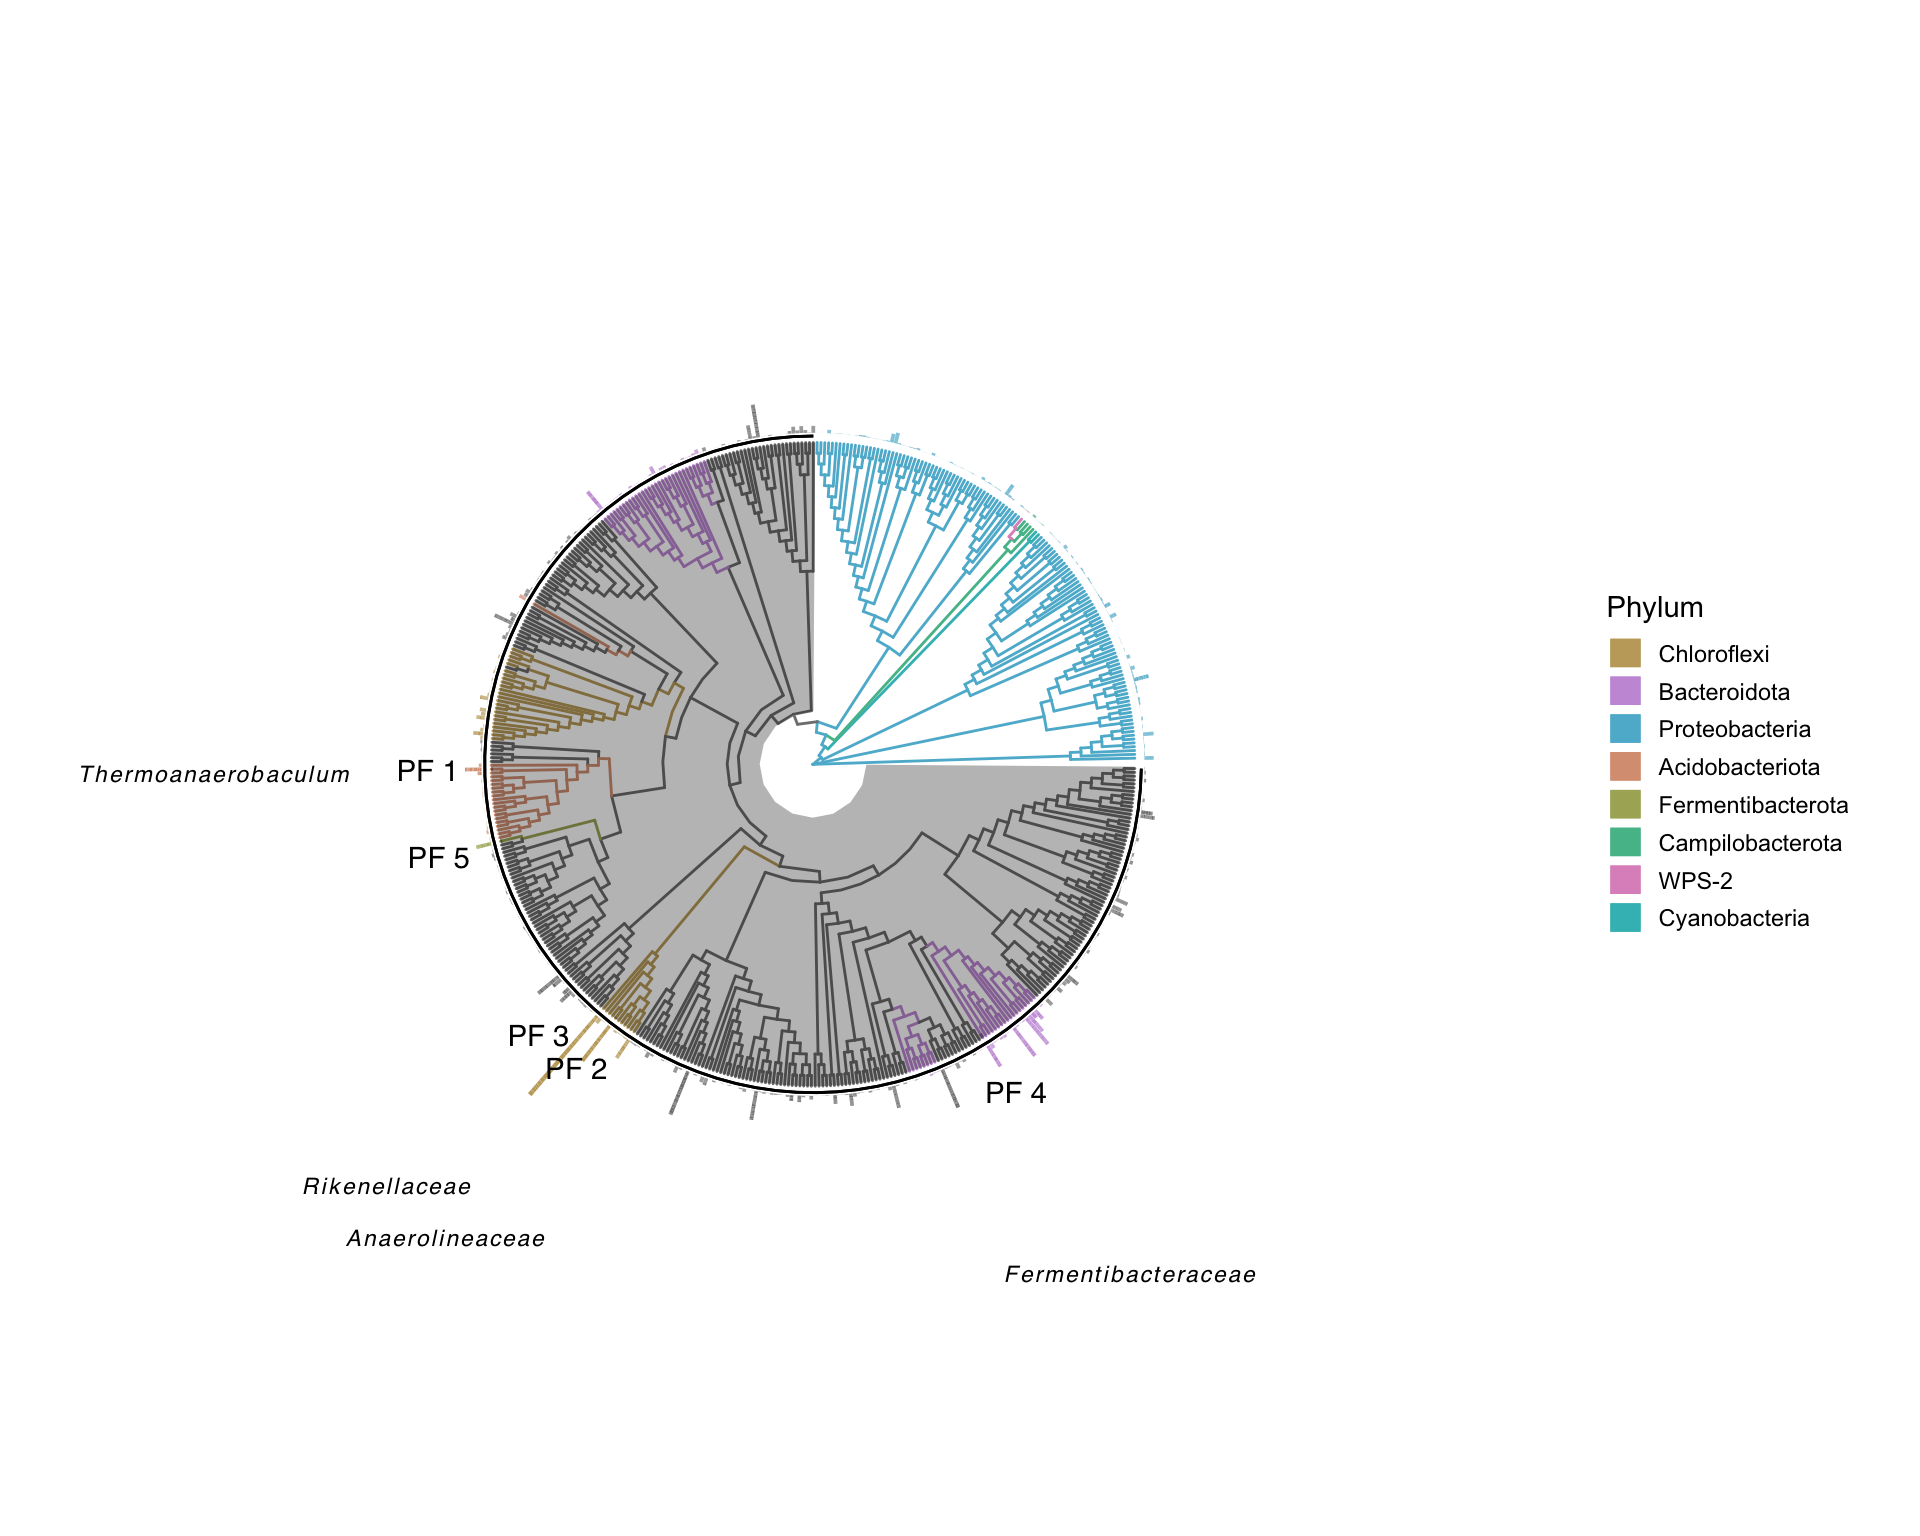 Phylum
Chloroflexi
Bacteroidota
Proteobacteria
Acidobacteriota
Fermentibacterota
Campilobacterota
WPS-2
Cyanobacteria
Thermoanaerobaculum
PF 1
PF 5
PF 3
PF 2
PF 4
Rikenellaceae
Anaerolineaceae
Fermentibacteraceae